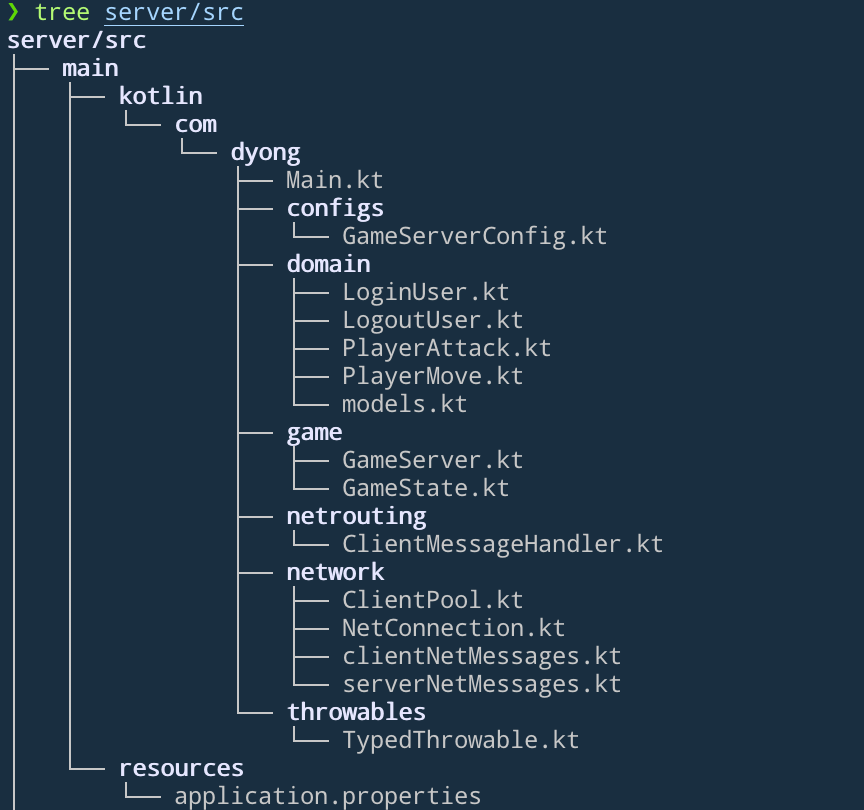 ❯ tree server/src
server/src
├── main
│   ├── kotlin
│   │   └── com
│   │       └── dyong
│   │           ├── Main.kt
│   │           ├── configs
│   │           │   └── GameServerConfig.kt
│   │           ├── domain
│   │           │   ├── LoginUser.kt
│   │           │   ├── LogoutUser.kt
│   │           │   ├── PlayerAttack.kt
│   │           │   ├── PlayerMove.kt
│   │           │   └── models.kt
│   │           ├── game
│   │           │   ├── GameServer.kt
│   │           │   └── GameState.kt
│   │           ├── netrouting
│   │           │   └── ClientMessageHandler.kt
│   │           ├── network
│   │           │   ├── ClientPool.kt
│   │           │   ├── NetConnection.kt
│   │           │   ├── clientNetMessages.kt
│   │           │   └── serverNetMessages.kt
│   │           └── throwables
│   │               └── TypedThrowable.kt
│   └── resources
│       └── application.properties